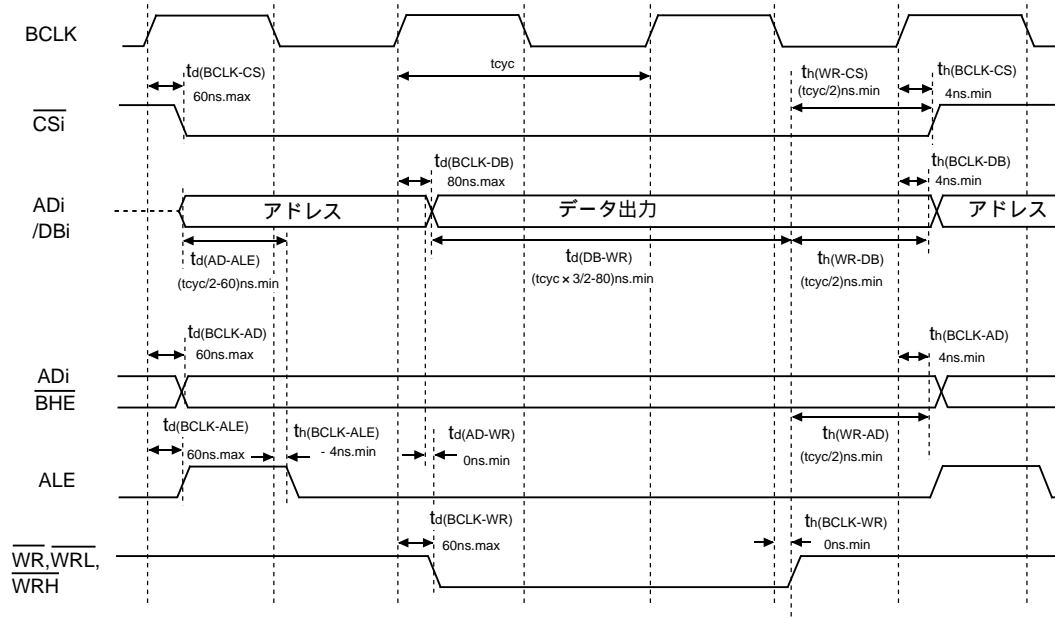 BCLK
td(BCLK-CS)
60ns.max
tcyc
th(WR-CS)
(tcyc/2)ns.min
th(BCLK-CS)
4ns.min
CSi
td(BCLK-DB)
80ns.max
th(BCLK-DB)
4ns.min
ADi
/DBi
アドレス
データ出力
アドレス
td(AD-ALE)
(tcyc/2-60)ns.min
td(DB-WR)
(tcyc×3/2-80)ns.min
th(WR-DB)
(tcyc/2)ns.min
td(BCLK-AD)
60ns.max
th(BCLK-AD)
4ns.min
ADi
BHE
td(BCLK-ALE)
60ns.max
th(BCLK-ALE)
- 4ns.min
td(AD-WR)
0ns.min
th(WR-AD)
(tcyc/2)ns.min
ALE
td(BCLK-WR)
60ns.max
th(BCLK-WR)
0ns.min
WR,WRL,
WRH